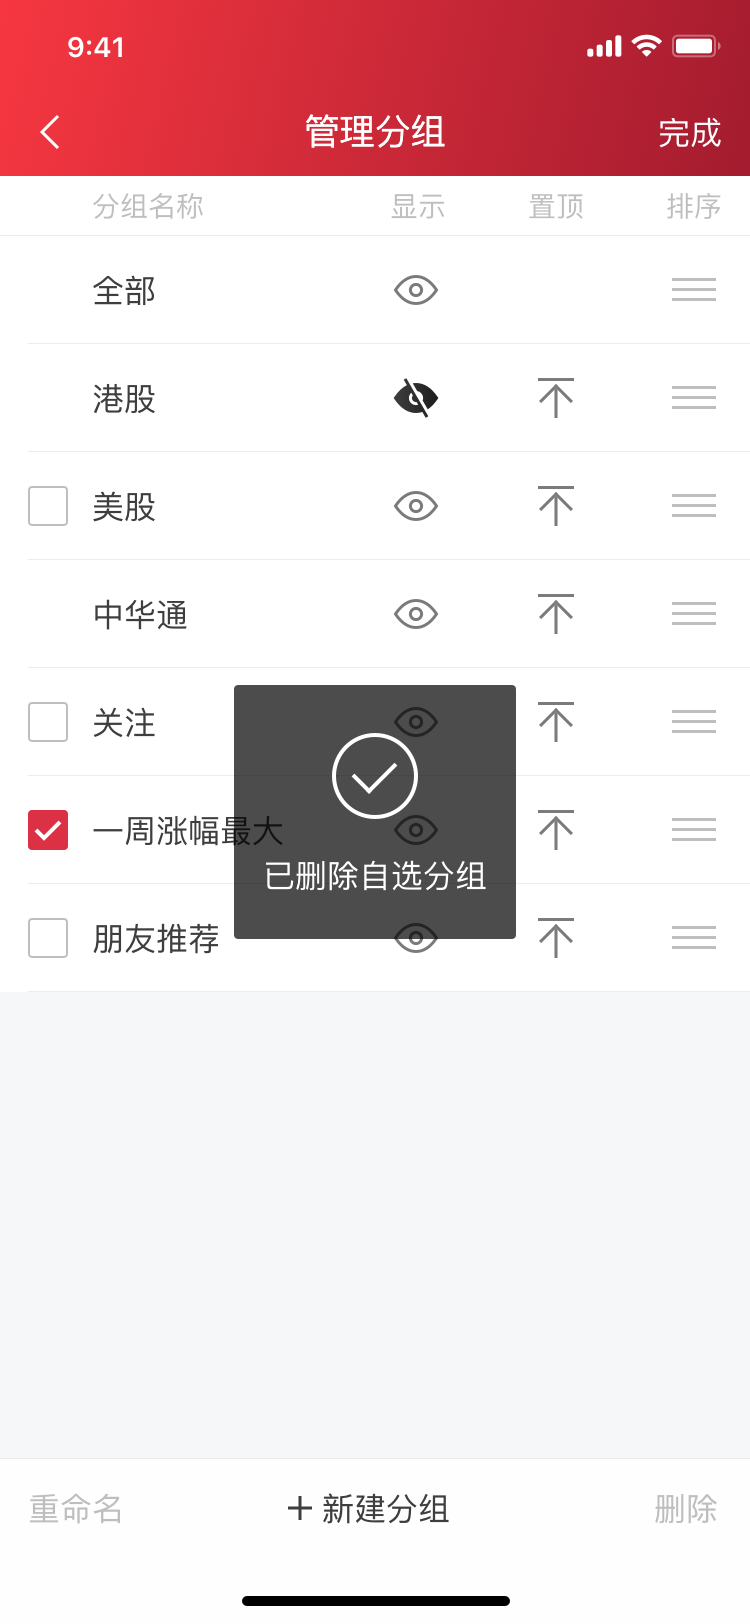 9:41
管理分组
完成
分组名称 显示 置顶 排序
全部
港股
美股
中华通
关注
一周涨幅最大
已删除自选分组
朋友推荐
重命名 新建分组 删除